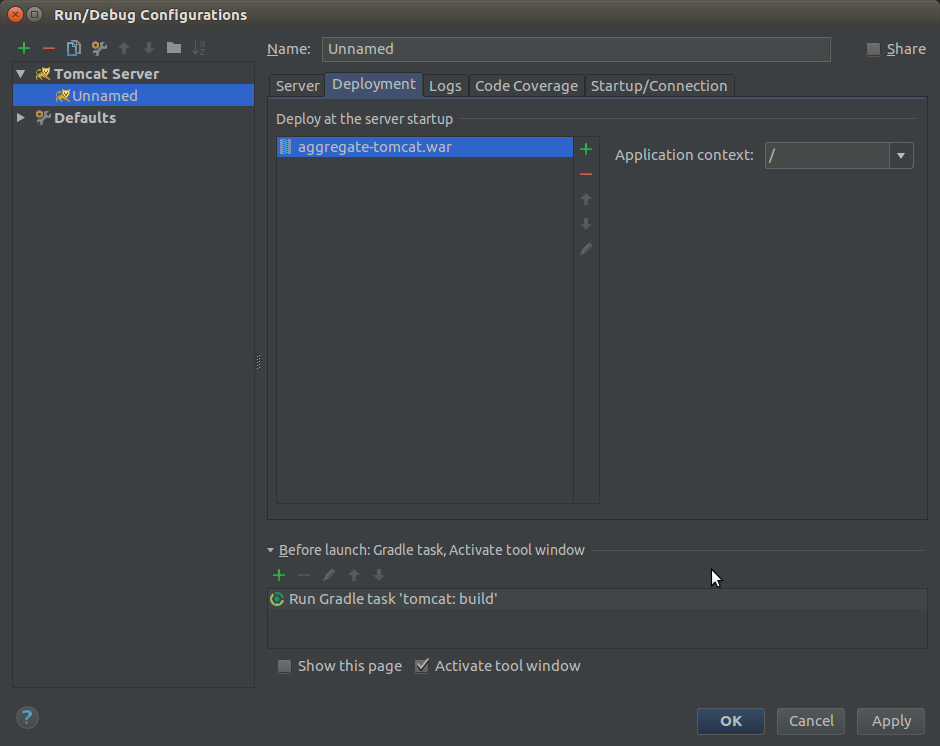 Run/Debug Configurations
Name: Unnamed Share
Tomcat Server
Unnamed
Defaults
Server Deployment Logs Code Coverage Startup/Connection
Deploy at the server startup
aggregate-tomcat.war
Application context: /
Before launch: Gradle task, Activate tool window
Run Gradle task 'tomcat: build'
Show this page Activate tool window
?
OK Cancel Apply